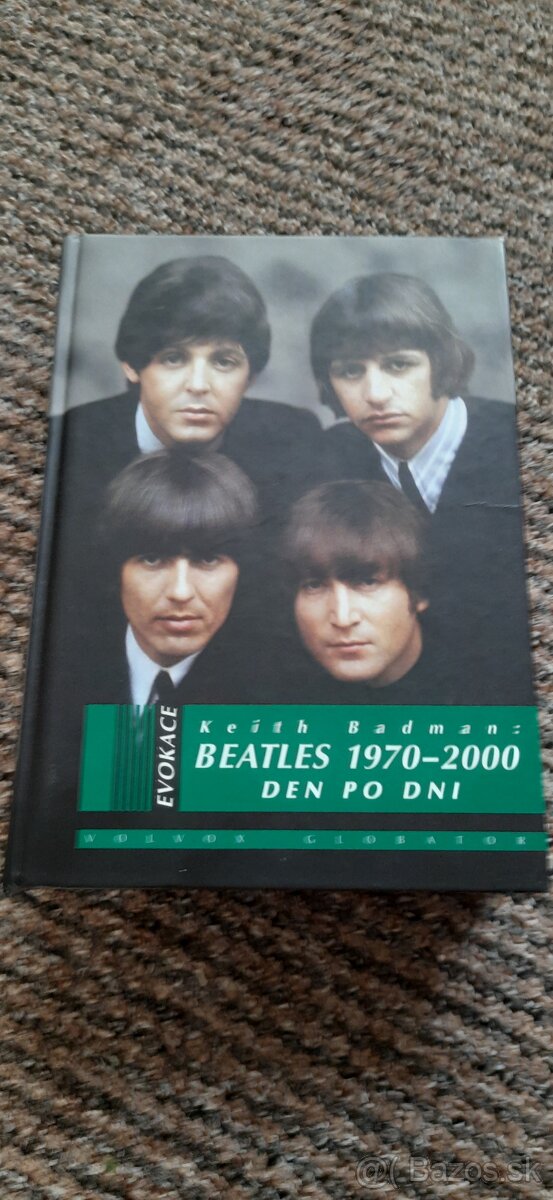 EVOKACE
Keith Badman:
BEATLES 1970–2000
DEN PO DNI
VOLVOX GLOBATOR
Bazos.sk